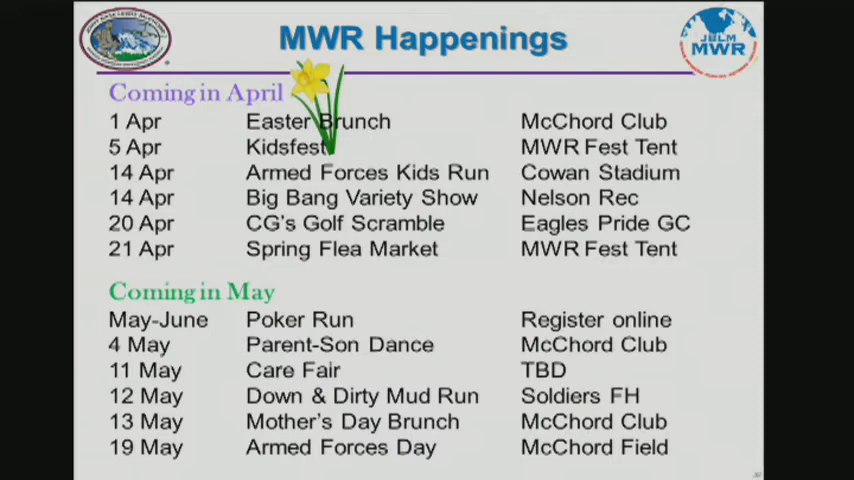 MWR Happenings
JBLM
MWR
Coming in April
1 Apr Easter Brunch McChord Club
5 Apr Kidsfest MWR Fest Tent
14 Apr Armed Forces Kids Run Cowan Stadium
14 Apr Big Bang Variety Show Nelson Rec
20 Apr CG's Golf Scramble Eagles Pride GC
21 Apr Spring Flea Market MWR Fest Tent
Coming in May
May-June Poker Run Register online
4 May Parent-Son Dance McChord Club
11 May Care Fair TBD
12 May Down & Dirty Mud Run Soldiers FH
13 May Mother's Day Brunch McChord Club
19 May Armed Forces Day McChord Field